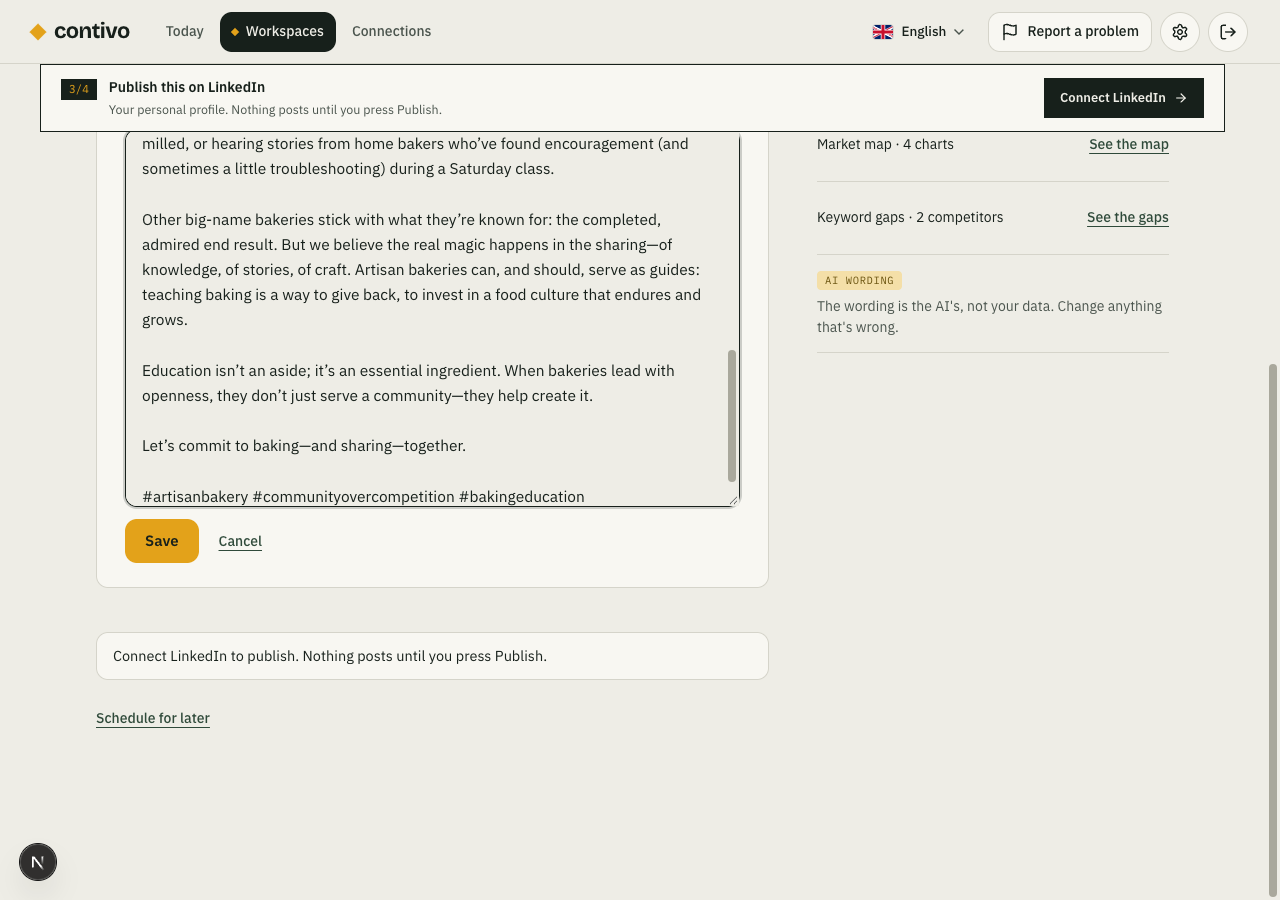 contivo
Today
Workspaces
Connections
English
Report a problem
3/4
Publish this on LinkedIn
Your personal profile. Nothing posts until you press Publish.
Connect LinkedIn
milled, or hearing stories from home bakers who’ve found encouragement (and
sometimes a little troubleshooting) during a Saturday class.
Other big-name bakeries stick with what they’re known for: the completed,
admired end result. But we believe the real magic happens in the sharing—of
knowledge, of stories, of craft. Artisan bakeries can, and should, serve as guides:
teaching baking is a way to give back, to invest in a food culture that endures and
grows.
Education isn’t an aside; it’s an essential ingredient. When bakeries lead with
openness, they don’t just serve a community—they help create it.
Let’s commit to baking—and sharing—together.
#artisanbakery #communityovercompetition #bakingeducation
Save
Cancel
Connect LinkedIn to publish. Nothing posts until you press Publish.
Schedule for later
Market map · 4 charts
See the map
Keyword gaps · 2 competitors
See the gaps
AI WORDING
The wording is the AI's, not your data. Change anything
that's wrong.
N